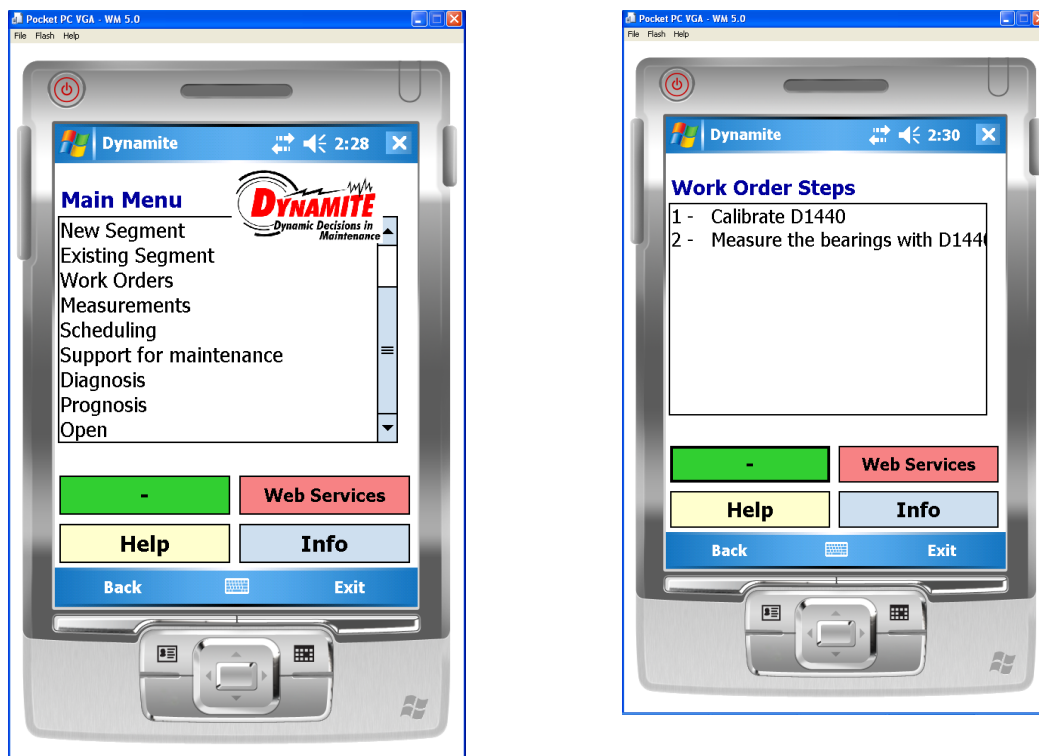 Pocket PC VGA - WM 5.0
File Flash Help
Dynamite 2:28
Main Menu
DYNAMITE
Dynamic Decisions in
Maintenance
New Segment
Existing Segment
Work Orders
Measurements
Scheduling
Support for maintenance
Diagnosis
Prognosis
Open
- Web Services
Help Info
Back Exit
Pocket PC VGA - WM 5.0
File Flash Help
Dynamite 2:30
Work Order Steps
1 - Calibrate D1440
2 - Measure the bearings with D1440
- Web Services
Help Info
Back Exit